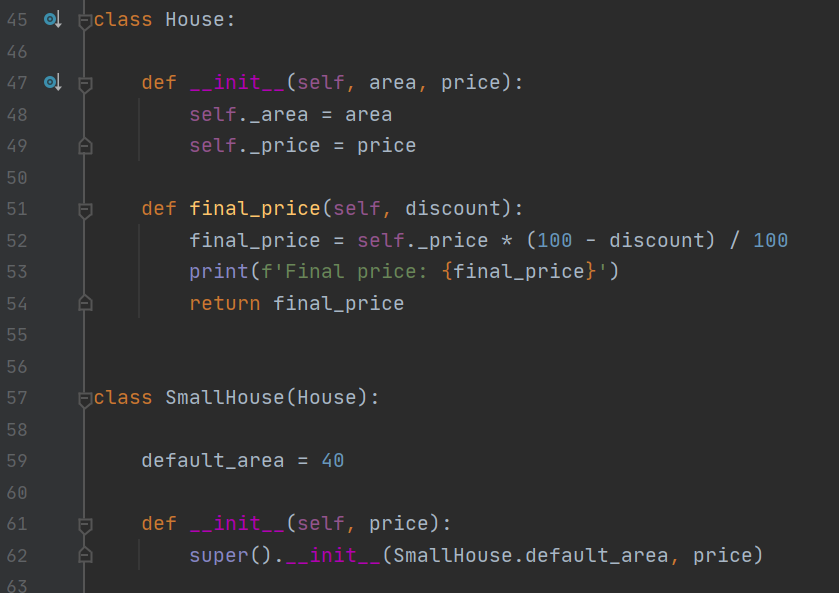 45 class House:
46
47     def __init__(self, area, price):
48         self._area = area
49         self._price = price
50
51     def final_price(self, discount):
52         final_price = self._price * (100 - discount) / 100
53         print(f'Final price: {final_price}')
54         return final_price
55
56
57 class SmallHouse(House):
58
59     default_area = 40
60
61     def __init__(self, price):
62         super().__init__(SmallHouse.default_area, price)
63